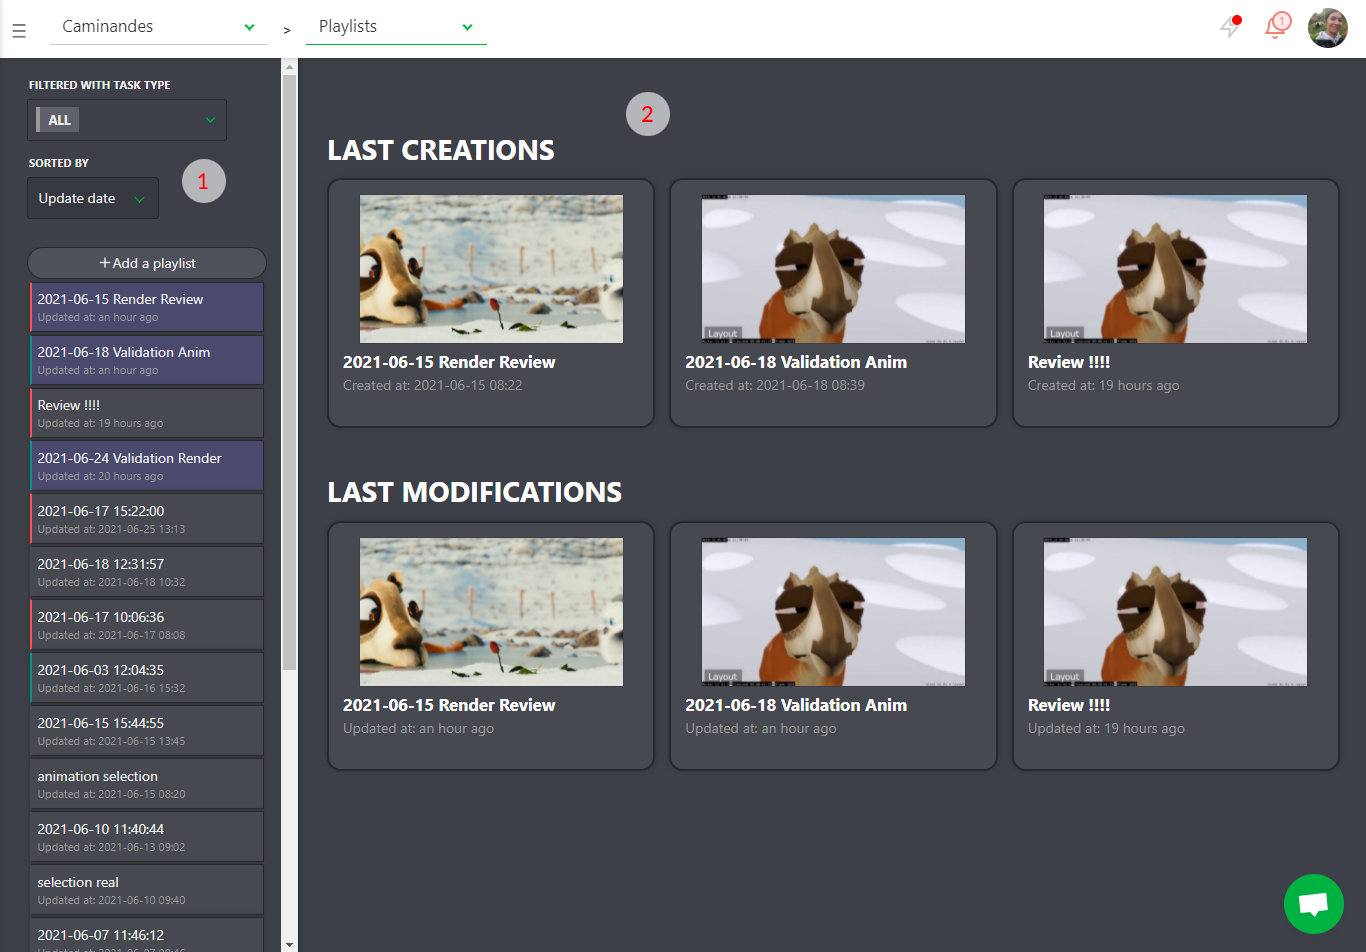 Caminandes
>
Playlists
1
FILTERED WITH TASK TYPE
ALL
SORTED BY
Update date
1
+ Add a playlist
2021-06-15 Render Review
Updated at: an hour ago
2021-06-18 Validation Anim
Updated at: an hour ago
Review !!!!
Updated at: 19 hours ago
2021-06-24 Validation Render
Updated at: 20 hours ago
2021-06-17 15:22:00
Updated at: 2021-06-25 13:13
2021-06-18 12:31:57
Updated at: 2021-06-18 10:32
2021-06-17 10:06:36
Updated at: 2021-06-17 08:08
2021-06-03 12:04:35
Updated at: 2021-06-16 15:32
2021-06-15 15:44:55
Updated at: 2021-06-15 13:45
animation selection
Updated at: 2021-06-15 08:20
2021-06-10 11:40:44
Updated at: 2021-06-13 09:02
selection real
Updated at: 2021-06-10 09:40
2021-06-07 11:46:12
2
LAST CREATIONS
Layout
Layout
2021-06-15 Render Review
Created at: 2021-06-15 08:22
2021-06-18 Validation Anim
Created at: 2021-06-18 08:39
Review !!!!
Created at: 19 hours ago
LAST MODIFICATIONS
Layout
Layout
2021-06-15 Render Review
Updated at: an hour ago
2021-06-18 Validation Anim
Updated at: an hour ago
Review !!!!
Updated at: 19 hours ago